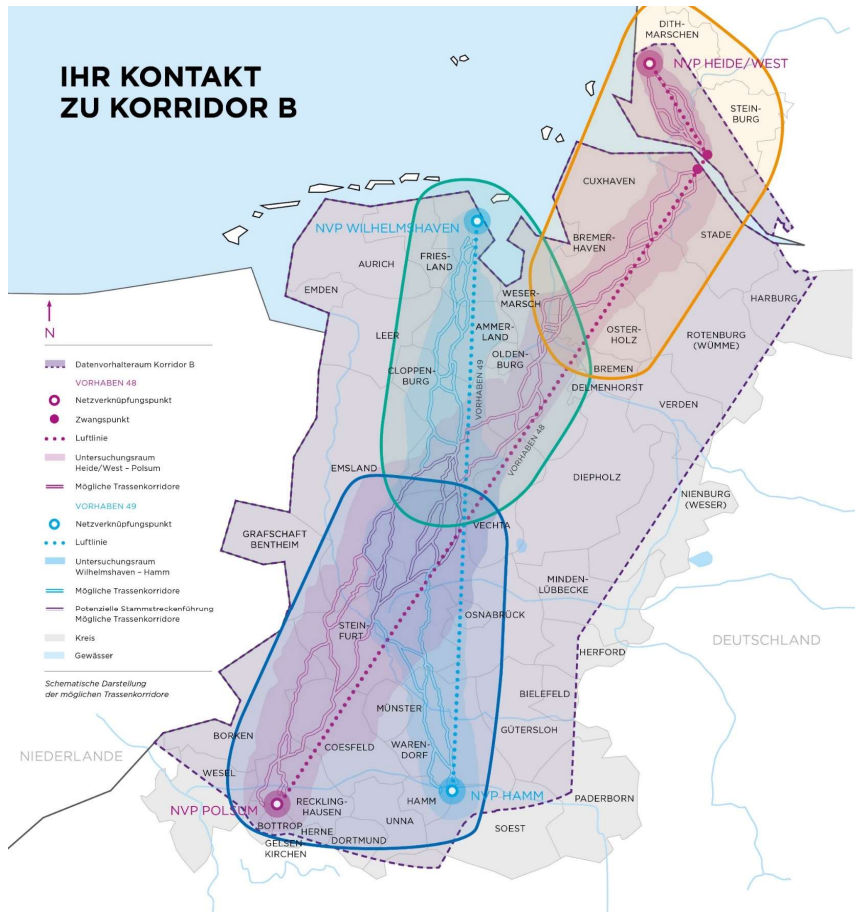 IHR KONTAKT
ZU KORRIDOR B
DITH-
MARSCHEN
NVP HEIDE/WEST
STEIN-
BURG
CUXHAVEN
NVP WILHELMSHAVEN
BREMER-
HAVEN
STADE
FRIES-
LAND
AURICH
EMDEN
WESER-
MARSCH
HARBURG
AMMER-
LAND
OSTER-
HOLZ
ROTENBURG
(WÜMME)
LEER
OLDEN-
BURG
CLOPPEN-
BURG
BREMEN
DELMENHORST
VORHABEN 49
VERDEN
VORHABEN 48
EMSLAND
DIEPHOLZ
NIENBURG
(WESER)
VECHTA
GRAFSCHAFT
BENTHEIM
MINDEN-
LÜBBECKE
OSNABRÜCK
STEIN-
FURT
DEUTSCHLAND
HERFORD
BIELEFELD
MÜNSTER
GÜTERSLOH
BORKEN
COESFELD
WAREN-
DORF
NIEDERLANDE
WESEL
NVP POLSUM
RECKLING-
HAUSEN
HAMM
NVP HAMM
PADERBORN
BOTTROP
HERNE
UNNA
SOEST
DORTMUND
GELSEN
KIRCHEN
N
Datenvorhalteraum Korridor B
VORHABEN 48
Netzverknüpfungspunkt
Zwangspunkt
Luftlinie
Untersuchungsraum
Heide/West – Polsum
Mögliche Trassenkorridore
VORHABEN 49
Netzverknüpfungspunkt
Luftlinie
Untersuchungsraum
Wilhelmshaven – Hamm
Mögliche Trassenkorridore
Potenzielle Stammstreckenführung
Mögliche Trassenkorridore
Kreis
Gewässer
Schematische Darstellung
der möglichen Trassenkorridore